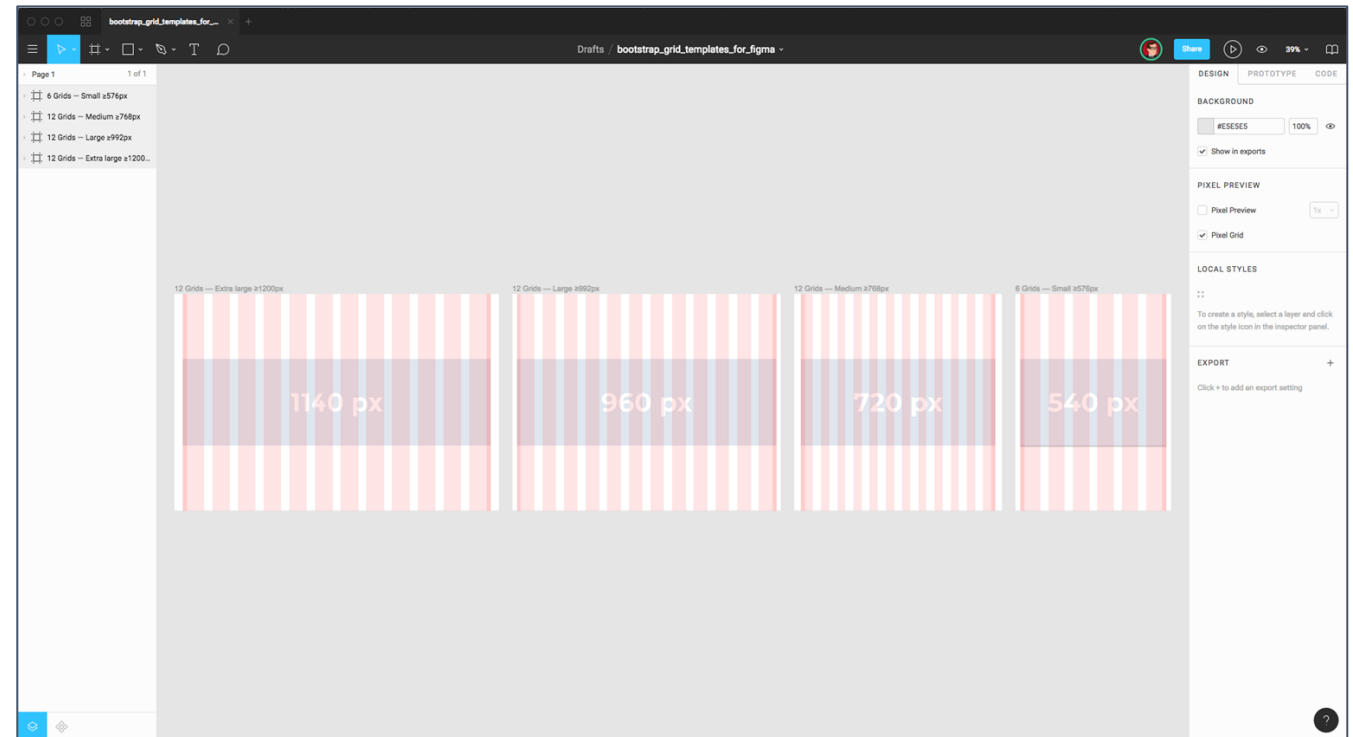 bootstrap_grid_templates_for_...
Drafts / bootstrap_grid_templates_for_figma
Share
39%
Page 1
1 of 1
6 Grids — Small ≥576px
12 Grids — Medium ≥768px
12 Grids — Large ≥992px
12 Grids — Extra large ≥1200...
12 Grids — Extra large ≥1200px
12 Grids — Large ≥992px
12 Grids — Medium ≥768px
6 Grids — Small ≥576px
1140 px
960 px
720 px
540 px
DESIGN
PROTOTYPE
CODE
BACKGROUND
#E5E5E5
100%
Show in exports
PIXEL PREVIEW
Pixel Preview
1x
Pixel Grid
LOCAL STYLES
To create a style, select a layer and click
on the style icon in the inspector panel.
EXPORT
+
Click + to add an export setting
?